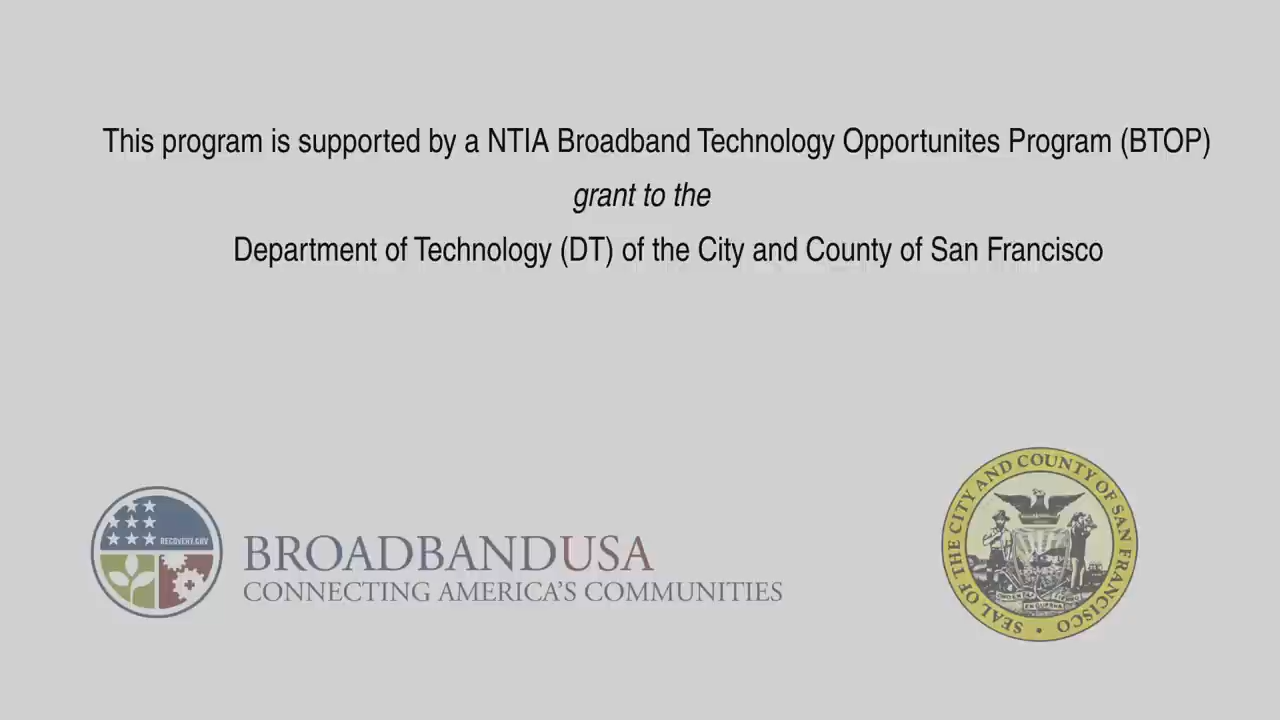 This program is supported by a NTIA Broadband Technology Opportunites Program (BTOP)
grant to the
Department of Technology (DT) of the City and County of San Francisco
RECOVERY.GOV
BROADBANDUSA
CONNECTING AMERICA'S COMMUNITIES
SEAL OF THE CITY AND COUNTY OF SAN FRANCISCO